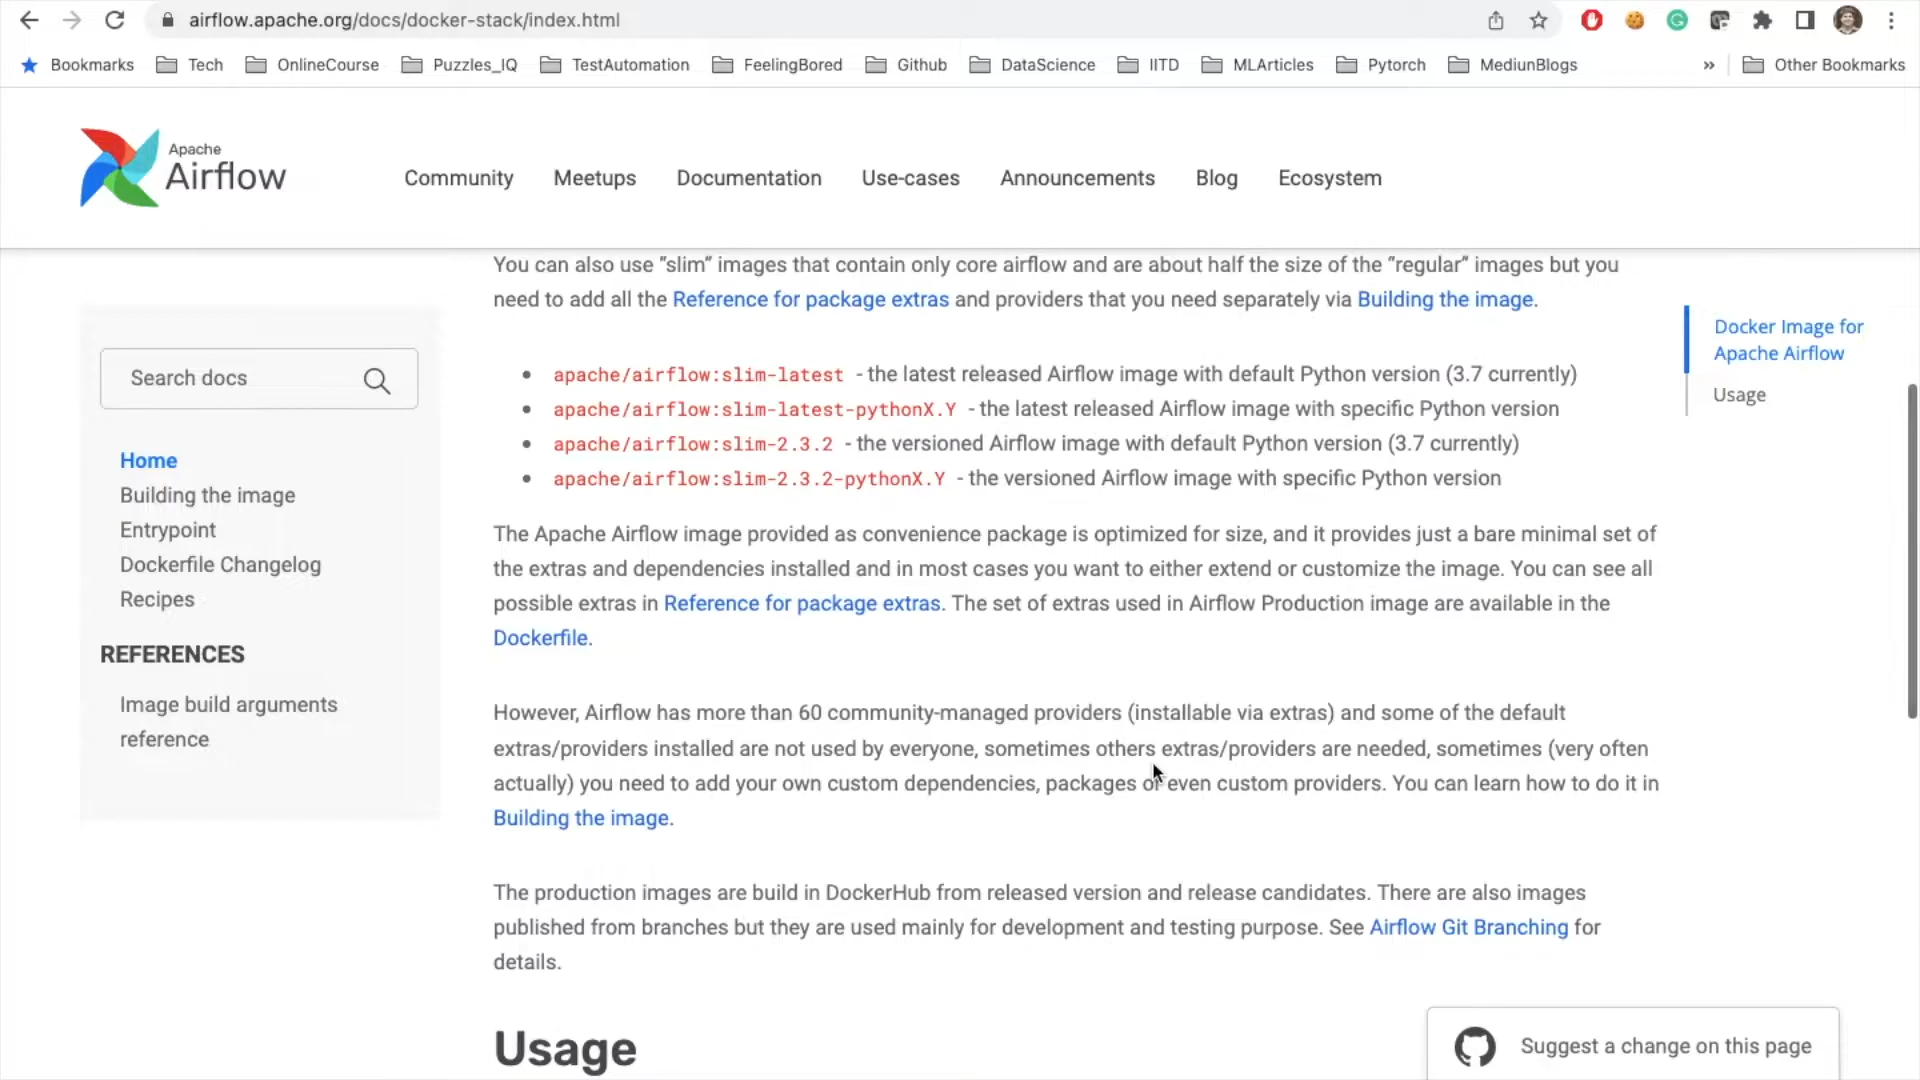 airflow.apache.org/docs/docker-stack/index.html
Bookmarks Tech OnlineCourse Puzzles_IQ TestAutomation FeelingBored Github DataScience IITD MLArticles Pytorch MediunBlogs » Other Bookmarks
Apache
Airflow
Community Meetups Documentation Use-cases Announcements Blog Ecosystem
Search docs
Home
Building the image
Entrypoint
Dockerfile Changelog
Recipes
REFERENCES
Image build arguments
reference
You can also use “slim” images that contain only core airflow and are about half the size of the “regular” images but you
need to add all the Reference for package extras and providers that you need separately via Building the image.
apache/airflow:slim-latest - the latest released Airflow image with default Python version (3.7 currently)
apache/airflow:slim-latest-pythonX.Y - the latest released Airflow image with specific Python version
apache/airflow:slim-2.3.2 - the versioned Airflow image with default Python version (3.7 currently)
apache/airflow:slim-2.3.2-pythonX.Y - the versioned Airflow image with specific Python version
The Apache Airflow image provided as convenience package is optimized for size, and it provides just a bare minimal set of
the extras and dependencies installed and in most cases you want to either extend or customize the image. You can see all
possible extras in Reference for package extras. The set of extras used in Airflow Production image are available in the
Dockerfile.
However, Airflow has more than 60 community-managed providers (installable via extras) and some of the default
extras/providers installed are not used by everyone, sometimes others extras/providers are needed, sometimes (very often
actually) you need to add your own custom dependencies, packages or even custom providers. You can learn how to do it in
Building the image.
The production images are build in DockerHub from released version and release candidates. There are also images
published from branches but they are used mainly for development and testing purpose. See Airflow Git Branching for
details.
Usage
Docker Image for
Apache Airflow
Usage
Suggest a change on this page